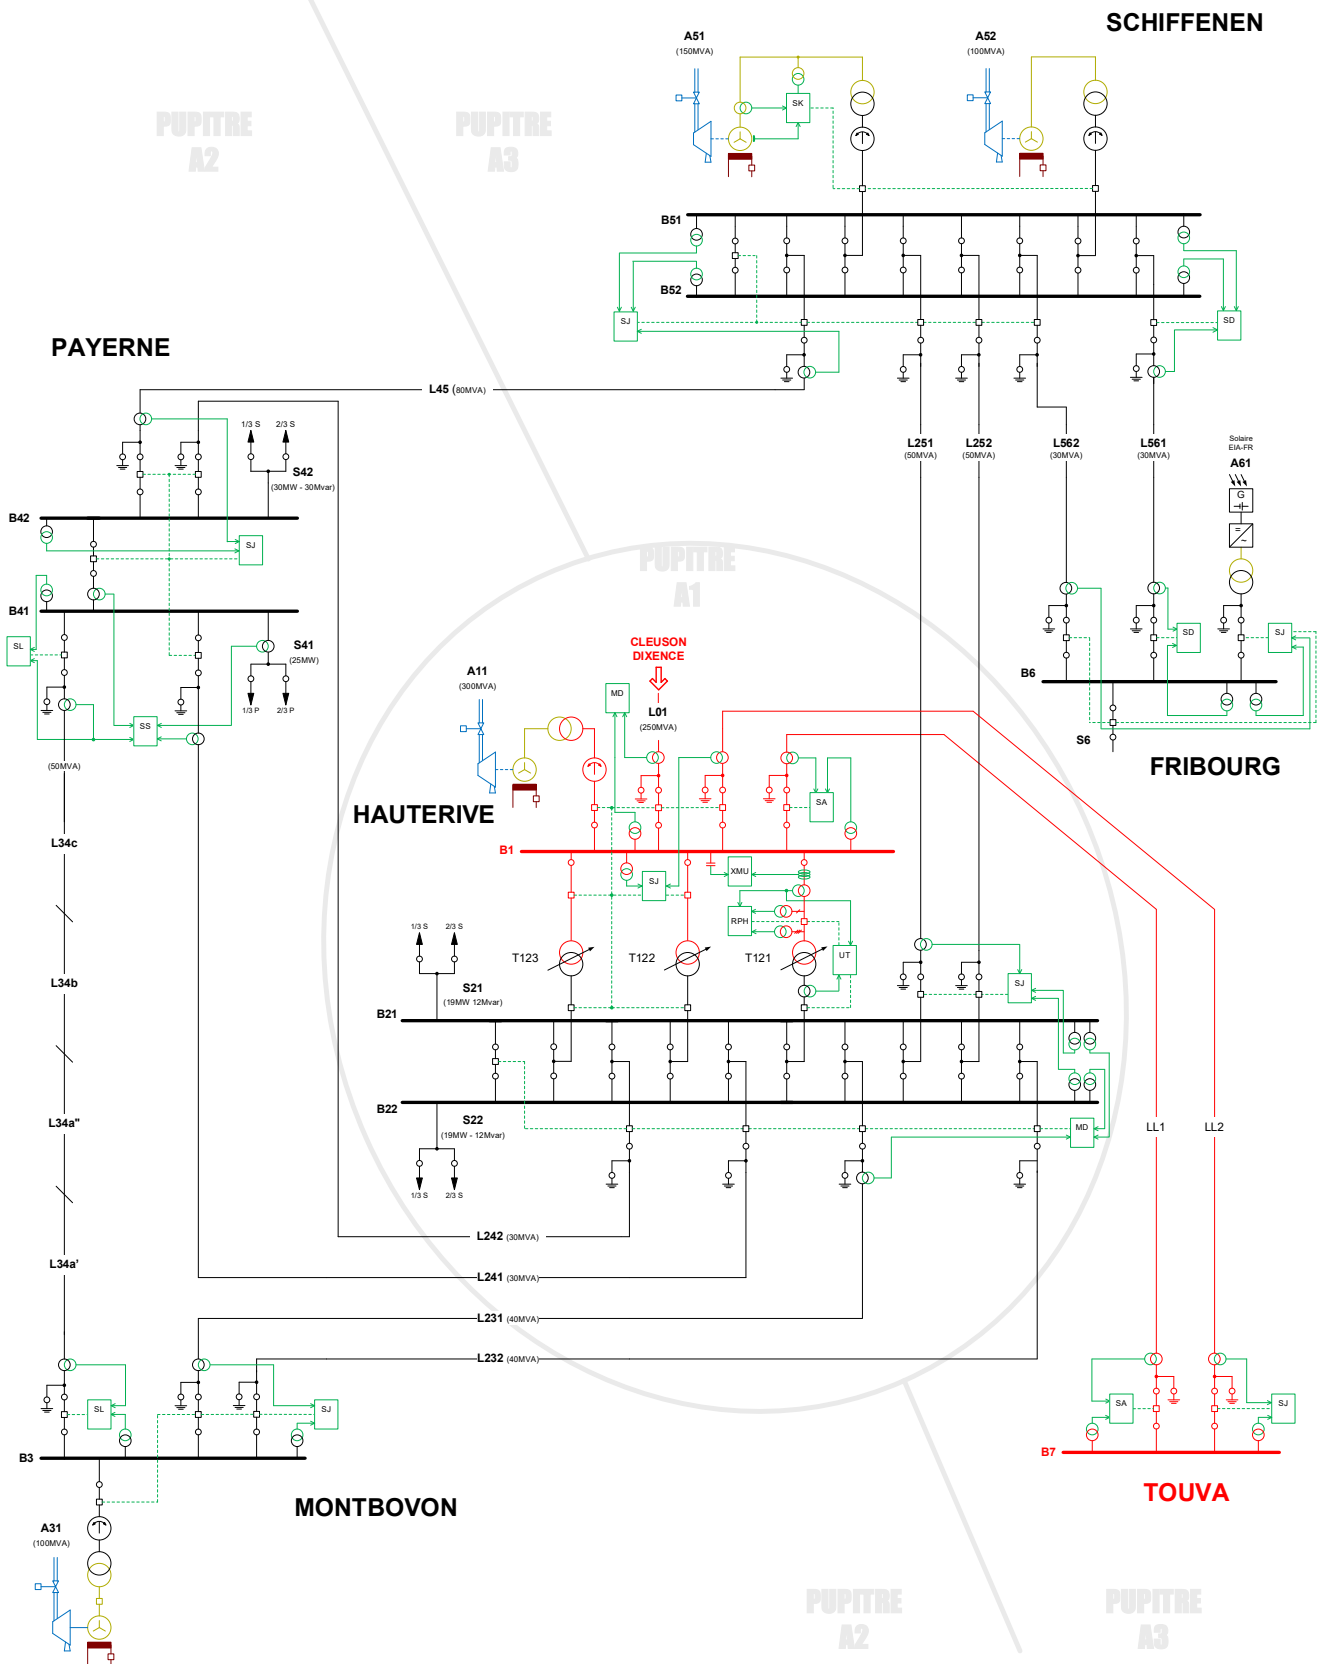 SCHIFFENEN
A51
(150MVA)
A52
(100MVA)
PUPITRE
A2
PUPITRE
A3
SK
B51
B52
SJ
SD
PAYERNE
L45 (80MVA)
1/3 S
2/3 S
S42
(30MW - 30Mvar)
L251
(50MVA)
L252
(50MVA)
L562
(30MVA)
L561
(30MVA)
Solaire
EIA-FR
A61
G
=
~
B42
SJ
PUPITRE
A1
B41
SL
S41
(25MW)
1/3 P
2/3 P
SS
(50MVA)
CLEUSON
DIXENCE
A11
(300MVA)
MD
L01
(250MVA)
SD
SJ
B6
S6
FRIBOURG
HAUTERIVE
SA
B1
L34c
SJ
XMU
RPH
UT
1/3 S
2/3 S
T123
T122
T121
L34b
S21
(19MW 12Mvar)
SJ
B21
B22
S22
(19MW - 12Mvar)
MD
L34a"
LL1
LL2
1/3 S
2/3 S
L242 (30MVA)
L34a'
L241 (30MVA)
L231 (40MVA)
L232 (40MVA)
SL
SJ
SA
SJ
B3
B7
MONTBOVON
TOUVA
A31
(100MVA)
PUPITRE
A2
PUPITRE
A3